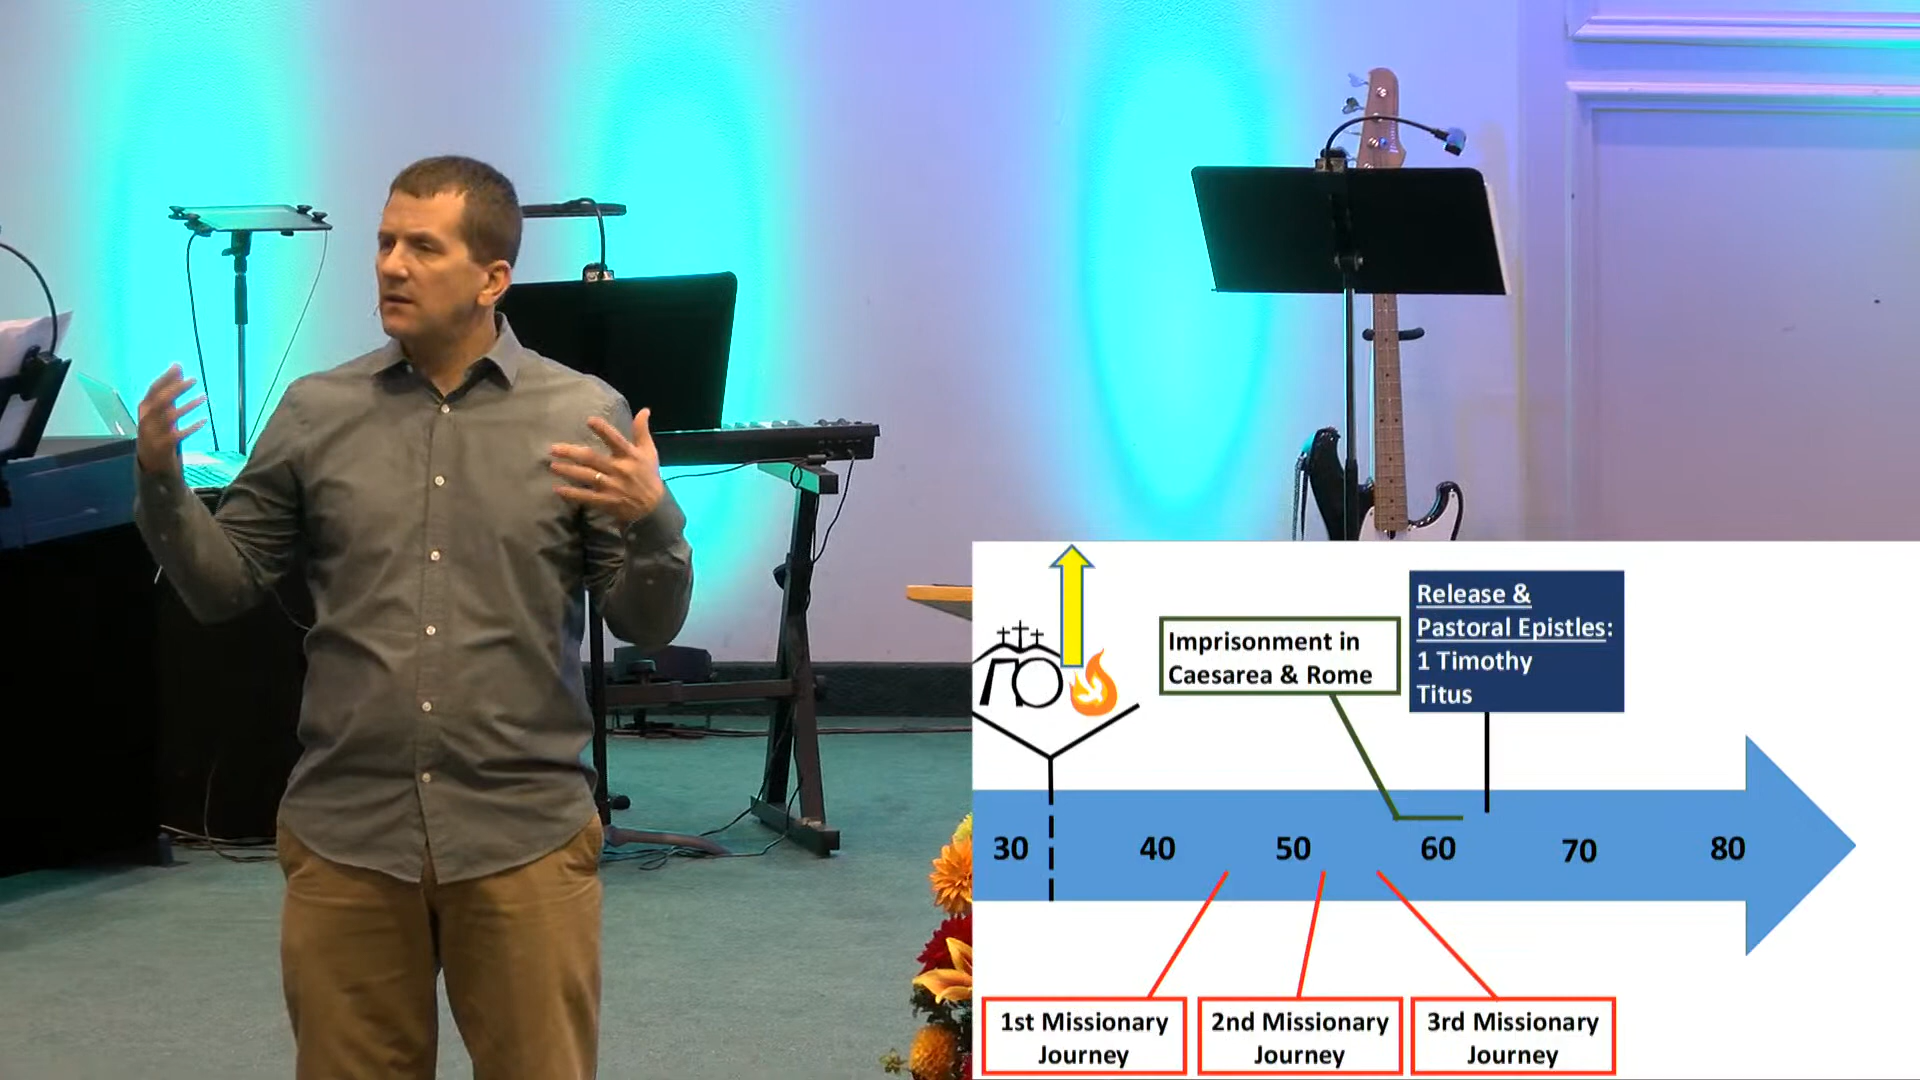 Release &
Pastoral Epistles:
1 Timothy
Titus
Imprisonment in
Caesarea & Rome
30 40 50 60 70 80
1st Missionary
Journey
2nd Missionary
Journey
3rd Missionary
Journey